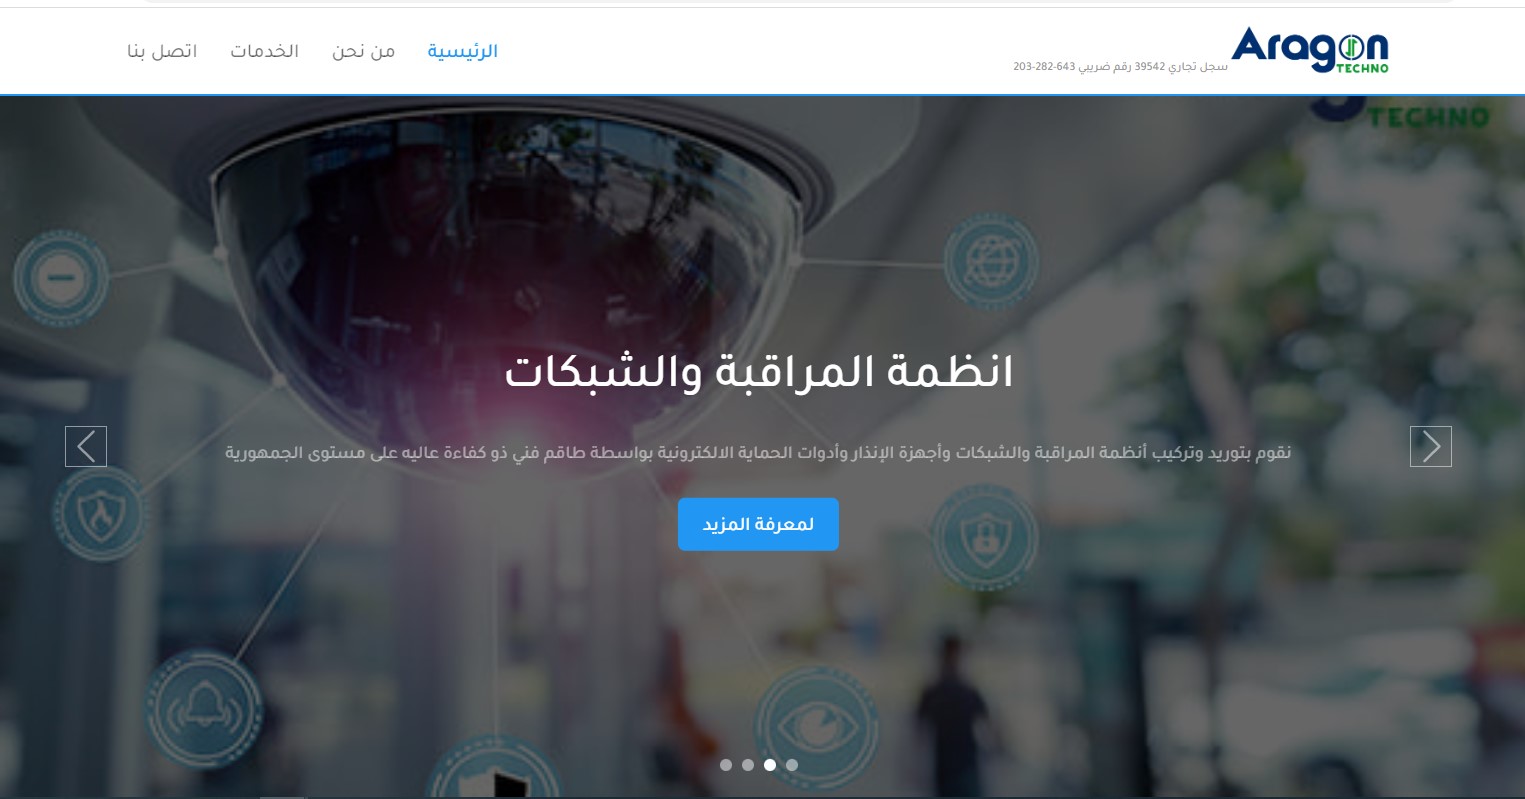 Aragon
TECHNO
سجل تجاري 39542 رقم ضريبي 643-282-203
الرئيسية
من نحن
الخدمات
اتصل بنا
TECHNO
انظمة المراقبة والشبكات
نقوم بتوريد وتركيب أنظمة المراقبة والشبكات وأجهزة الإنذار وأدوات الحماية الالكترونية بواسطة طاقم فني ذو كفاءة عاليه على مستوى الجمهورية
لمعرفة المزيد